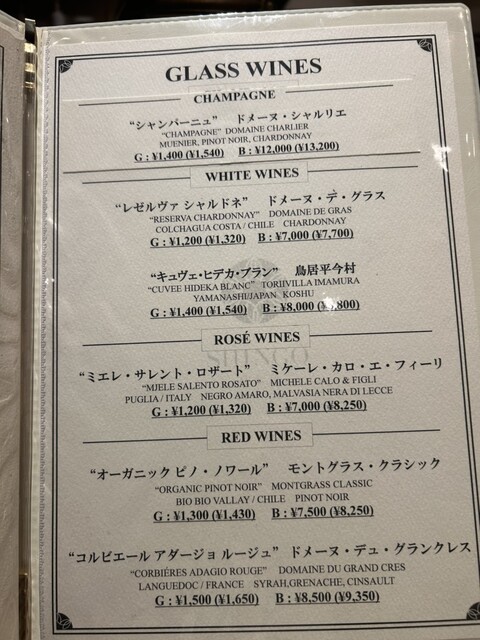 GLASS WINES
CHAMPAGNE
“シャンパーニュ” ドメーヌ・シャルリエ
“CHAMPAGNE” DOMAINE CHARLIER
MUENIER, PINOT NOIR, CHARDONNAY
G : ¥1,400 (¥1,540) B : ¥12,000 (¥13,200)
WHITE WINES
“レゼルヴァ シャルドネ” ドメーヌ・デ・グラス
“RESERVA CHARDONNAY” DOMAINE DE GRAS
COLCHAGUA COSTA / CHILE CHARDONNAY
G : ¥1,200 (¥1,320) B : ¥7,000 (¥7,700)
“キュヴェ・ヒデカ・ブラン”鳥居平今村
“CUVEE HIDEKA BLANC” TORIIVILLA IMAMURA
YAMANASHI/JAPAN KOSHU
G : ¥1,400 (¥1,540) B : ¥8,000 (¥8,800)
ROSÉ WINES
SHINGO
“ミエレ・サレント・ロザート” ミケーレ・カロ・エ・フィーリ
“MJELE SALENTO ROSATO” MICHELE CALO & FIGLI
PUGLIA / ITALY NEGRO AMARO, MALVASIA NERA DI LECCE
G : ¥1,200 (¥1,320) B : ¥7,000 (¥8,250)
RED WINES
“オーガニック ピノ・ノワール” モントグラス・クラシック
“ORGANIC PINOT NOIR” MONTGRASS CLASSIC
BIO BIO VALLAY / CHILE PINOT NOIR
G : ¥1,300 (¥1,430) B : ¥7,500 (¥8,250)
“コルビエール アダージョ ルージュ” ドメーヌ・デュ・グランクレス
“CORBIÉRES ADAGIO ROUGE” DOMAINE DU GRAND CRES
LANGUEDOC / FRANCE SYRAH,GRENACHE, CINSAULT
G : ¥1,500 (¥1,650) B : ¥8,500 (¥9,350)